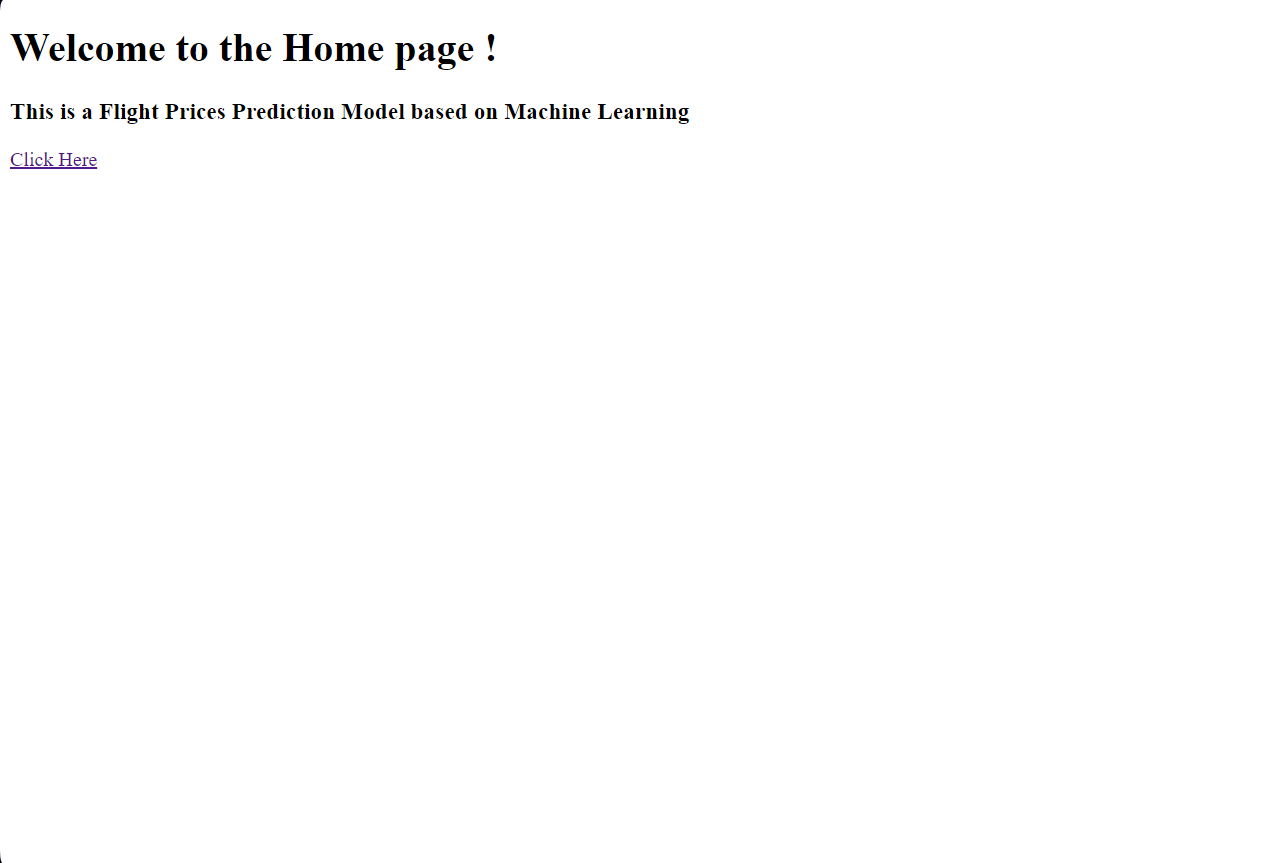 Welcome to the Home page !
This is a Flight Prices Prediction Model based on Machine Learning
Click Here